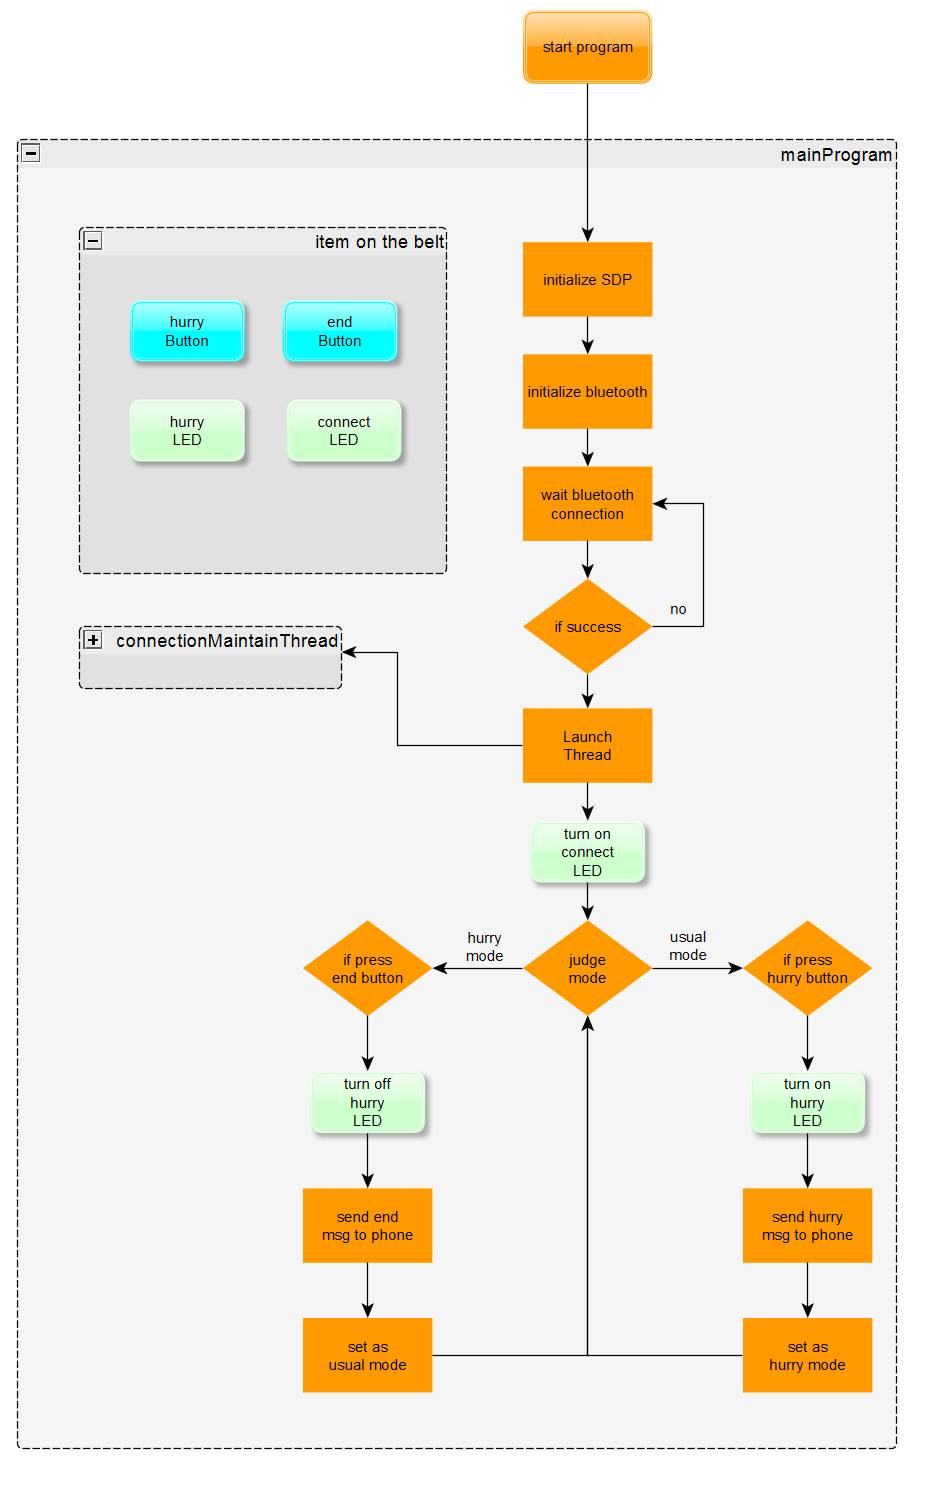 start program
mainProgram
item on the belt
hurry
Button
end
Button
hurry
LED
connect
LED
initialize SDP
initialize bluetooth
wait bluetooth
connection
if success
no
connectionMaintainThread
Launch
Thread
turn on
connect
LED
judge
mode
hurry
mode
usual
mode
if press
end button
if press
hurry button
turn off
hurry
LED
turn on
hurry
LED
send end
msg to phone
send hurry
msg to phone
set as
usual mode
set as
hurry mode